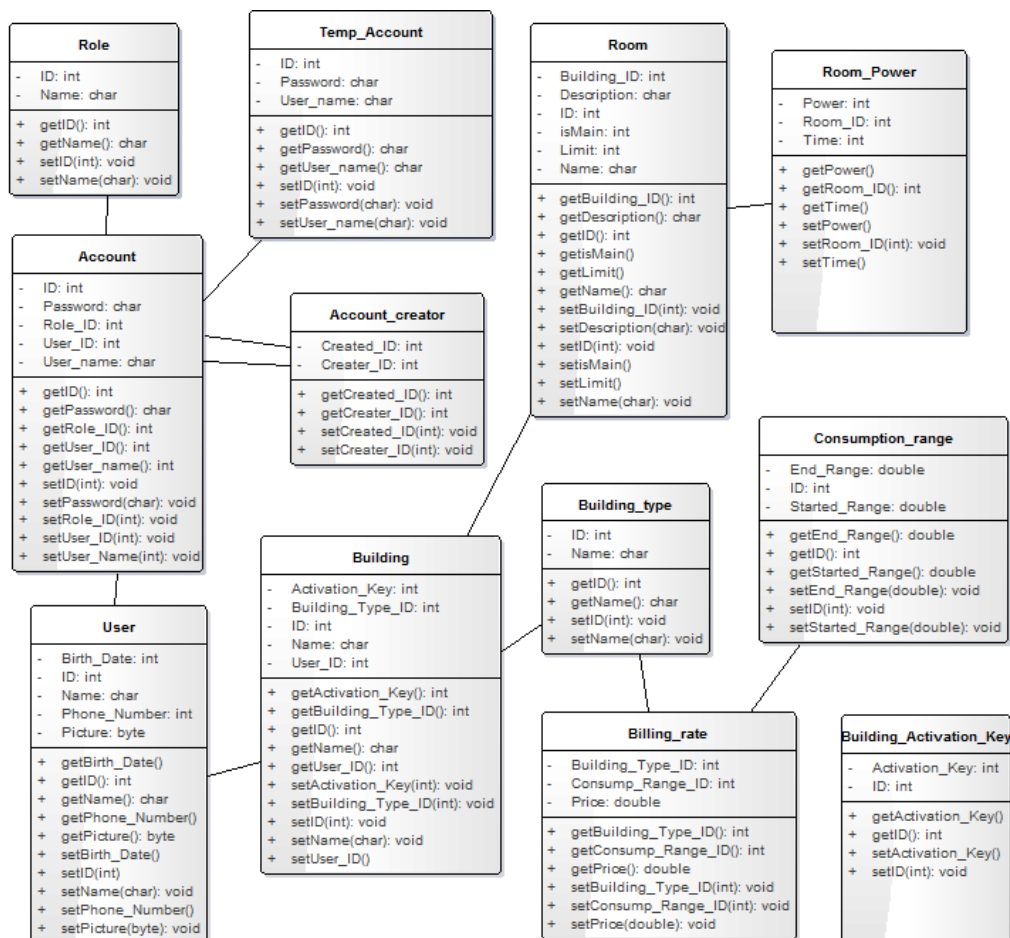 Role
- ID: int
- Name: char
+ getID(): int
+ getName(): char
+ setID(int): void
+ setName(char): void
Temp_Account
- ID: int
- Password: char
- User_name: char
+ getID(): int
+ getPassword(): char
+ getUser_name(): char
+ setID(int): void
+ setPassword(char): void
+ setUser_name(char): void
Room
- Building_ID: int
- Description: char
- ID: int
- isMain: int
- Limit: int
- Name: char
+ getBuilding_ID(): int
+ getDescription(): char
+ getID(): int
+ getisMain()
+ getLimit()
+ getName(): char
+ setBuilding_ID(int): void
+ setDescription(char): void
+ setID(int): void
+ setisMain()
+ setLimit()
+ setName(char): void
Room_Power
- Power: int
- Room_ID: int
- Time: int
+ getPower()
+ getRoom_ID(): int
+ getTime()
+ setPower()
+ setRoom_ID(int): void
+ setTime()
Account
- ID: int
- Password: char
- Role_ID: int
- User_ID: int
- User_name: char
+ getID(): int
+ getPassword(): char
+ getRole_ID(): int
+ getUser_ID(): int
+ getUser_name(): int
+ setID(int): void
+ setPassword(char): void
+ setRole_ID(int): void
+ setUser_ID(int): void
+ setUser_Name(int): void
Account_creator
- Created_ID: int
- Creater_ID: int
+ getCreated_ID(): int
+ getCreater_ID(): int
+ setCreated_ID(int): void
+ setCreater_ID(int): void
Consumption_range
- End_Range: double
- ID: int
- Started_Range: double
+ getEnd_Range(): double
+ getID(): int
+ getStarted_Range(): double
+ setEnd_Range(double): void
+ setID(int): void
+ setStarted_Range(double): void
Building_type
- ID: int
- Name: char
+ getID(): int
+ getName(): char
+ setID(int): void
+ setName(char): void
Building
- Activation_Key: int
- Building_Type_ID: int
- ID: int
- Name: char
- User_ID: int
+ getActivation_Key(): int
+ getBuilding_Type_ID(): int
+ getID(): int
+ getName(): char
+ getUser_ID(): int
+ setActivation_Key(int): void
+ setBuilding_Type_ID(int): void
+ setID(int): void
+ setName(char): void
+ setUser_ID()
User
- Birth_Date: int
- ID: int
- Name: char
- Phone_Number: int
- Picture: byte
+ getBirth_Date()
+ getID(): int
+ getName(): char
+ getPhone_Number()
+ getPicture(): byte
+ setBirth_Date()
+ setID(int)
+ setName(char): void
+ setPhone_Number()
+ setPicture(byte): void
Billing_rate
- Building_Type_ID: int
- Consump_Range_ID: int
- Price: double
+ getBuilding_Type_ID(): int
+ getConsump_Range_ID(): int
+ getPrice(): double
+ setBuilding_Type_ID(int): void
+ setConsump_Range_ID(int): void
+ setPrice(double): void
Building_Activation_Key
- Activation_Key: int
- ID: int
+ getActivation_Key()
+ getID(): int
+ setActivation_Key()
+ setID(int): void